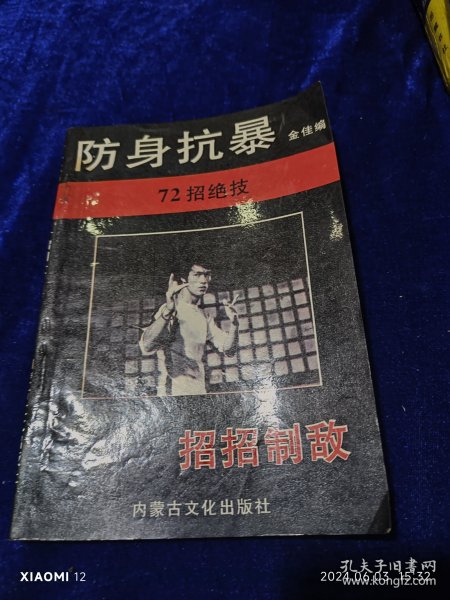 防身抗暴
金佳编
72招绝技
招招制敌
内蒙古文化出版社
XIAOMI 12
2024.06.03 15:32
孔夫子旧书网
www.kongfz.com